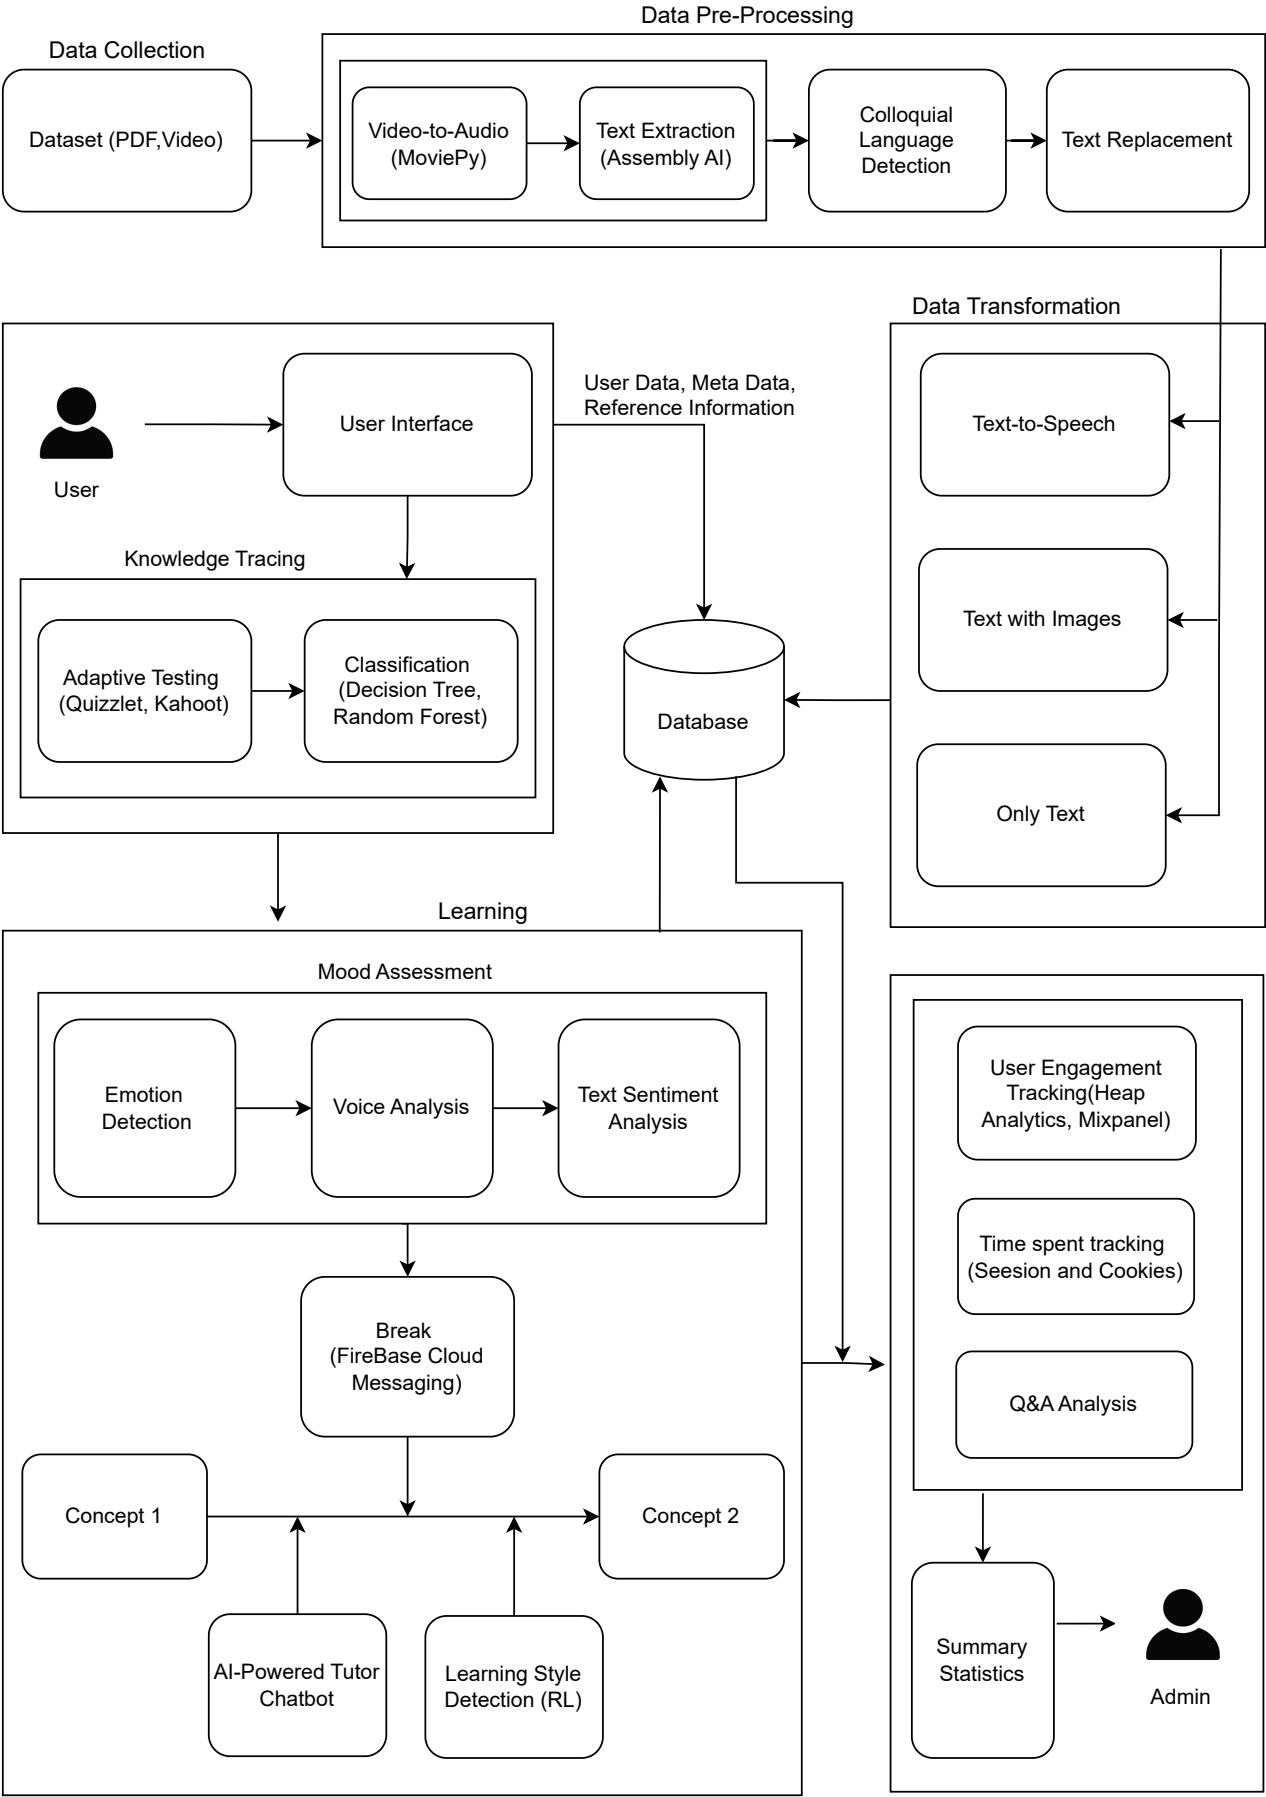 Data Pre-Processing
Data Collection
Dataset (PDF,Video)
Video-to-Audio
(MoviePy)
Text Extraction
(Assembly AI)
Colloquial
Language
Detection
Text Replacement
Data Transformation
Text-to-Speech
Text with Images
Only Text
User
User Interface
User Data, Meta Data,
Reference Information
Knowledge Tracing
Adaptive Testing
(Quizzlet, Kahoot)
Classification
(Decision Tree,
Random Forest)
Database
Learning
Mood Assessment
Emotion
Detection
Voice Analysis
Text Sentiment
Analysis
Break
(FireBase Cloud
Messaging)
Concept 1
Concept 2
AI-Powered Tutor
Chatbot
Learning Style
Detection (RL)
User Engagement
Tracking(Heap
Analytics, Mixpanel)
Time spent tracking
(Seesion and Cookies)
Q&A Analysis
Summary
Statistics
Admin